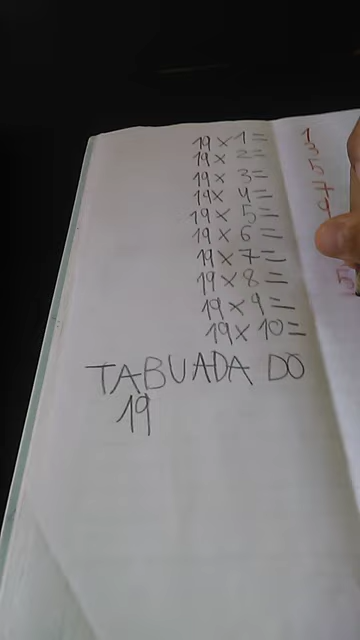 19 × 1 =
19 × 2 =
19 × 3 =
19 × 4 =
19 × 5 =
19 × 6 =
19 × 7 =
19 × 8 =
19 × 9 =
19 × 10 =
TABUADA DO
19